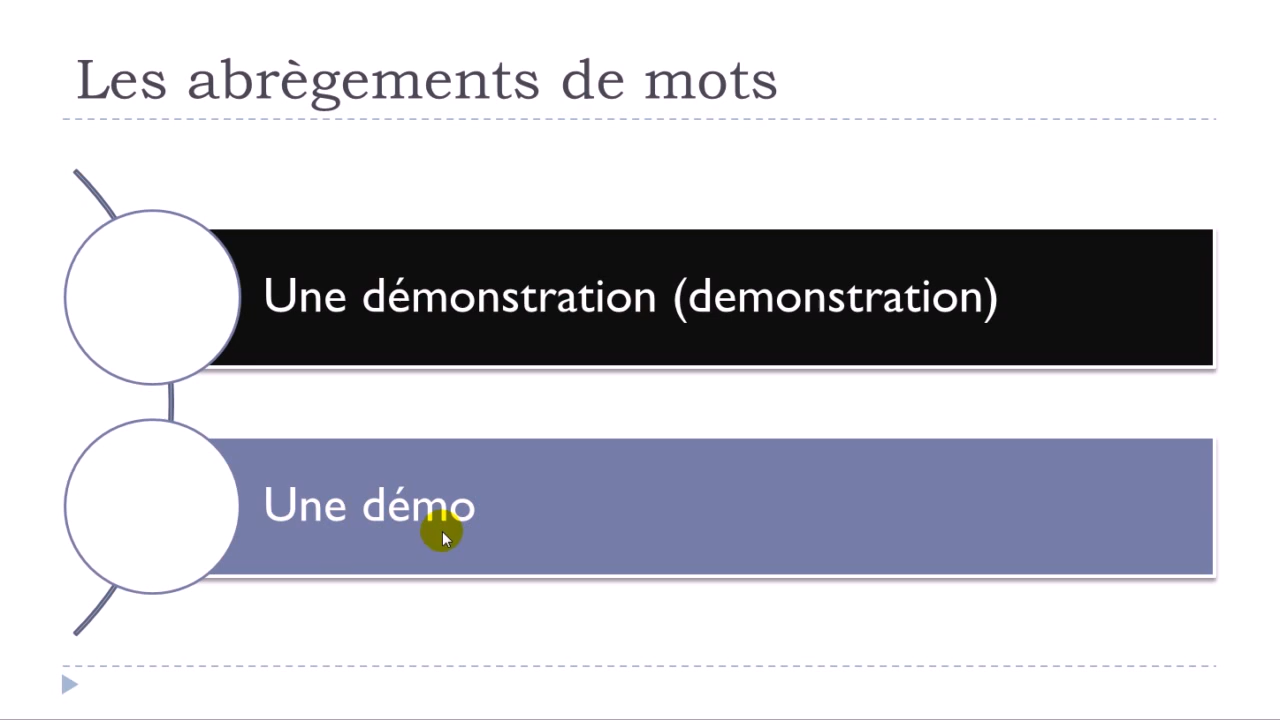 Les abrègements de mots
Une démonstration (demonstration)
Une démo